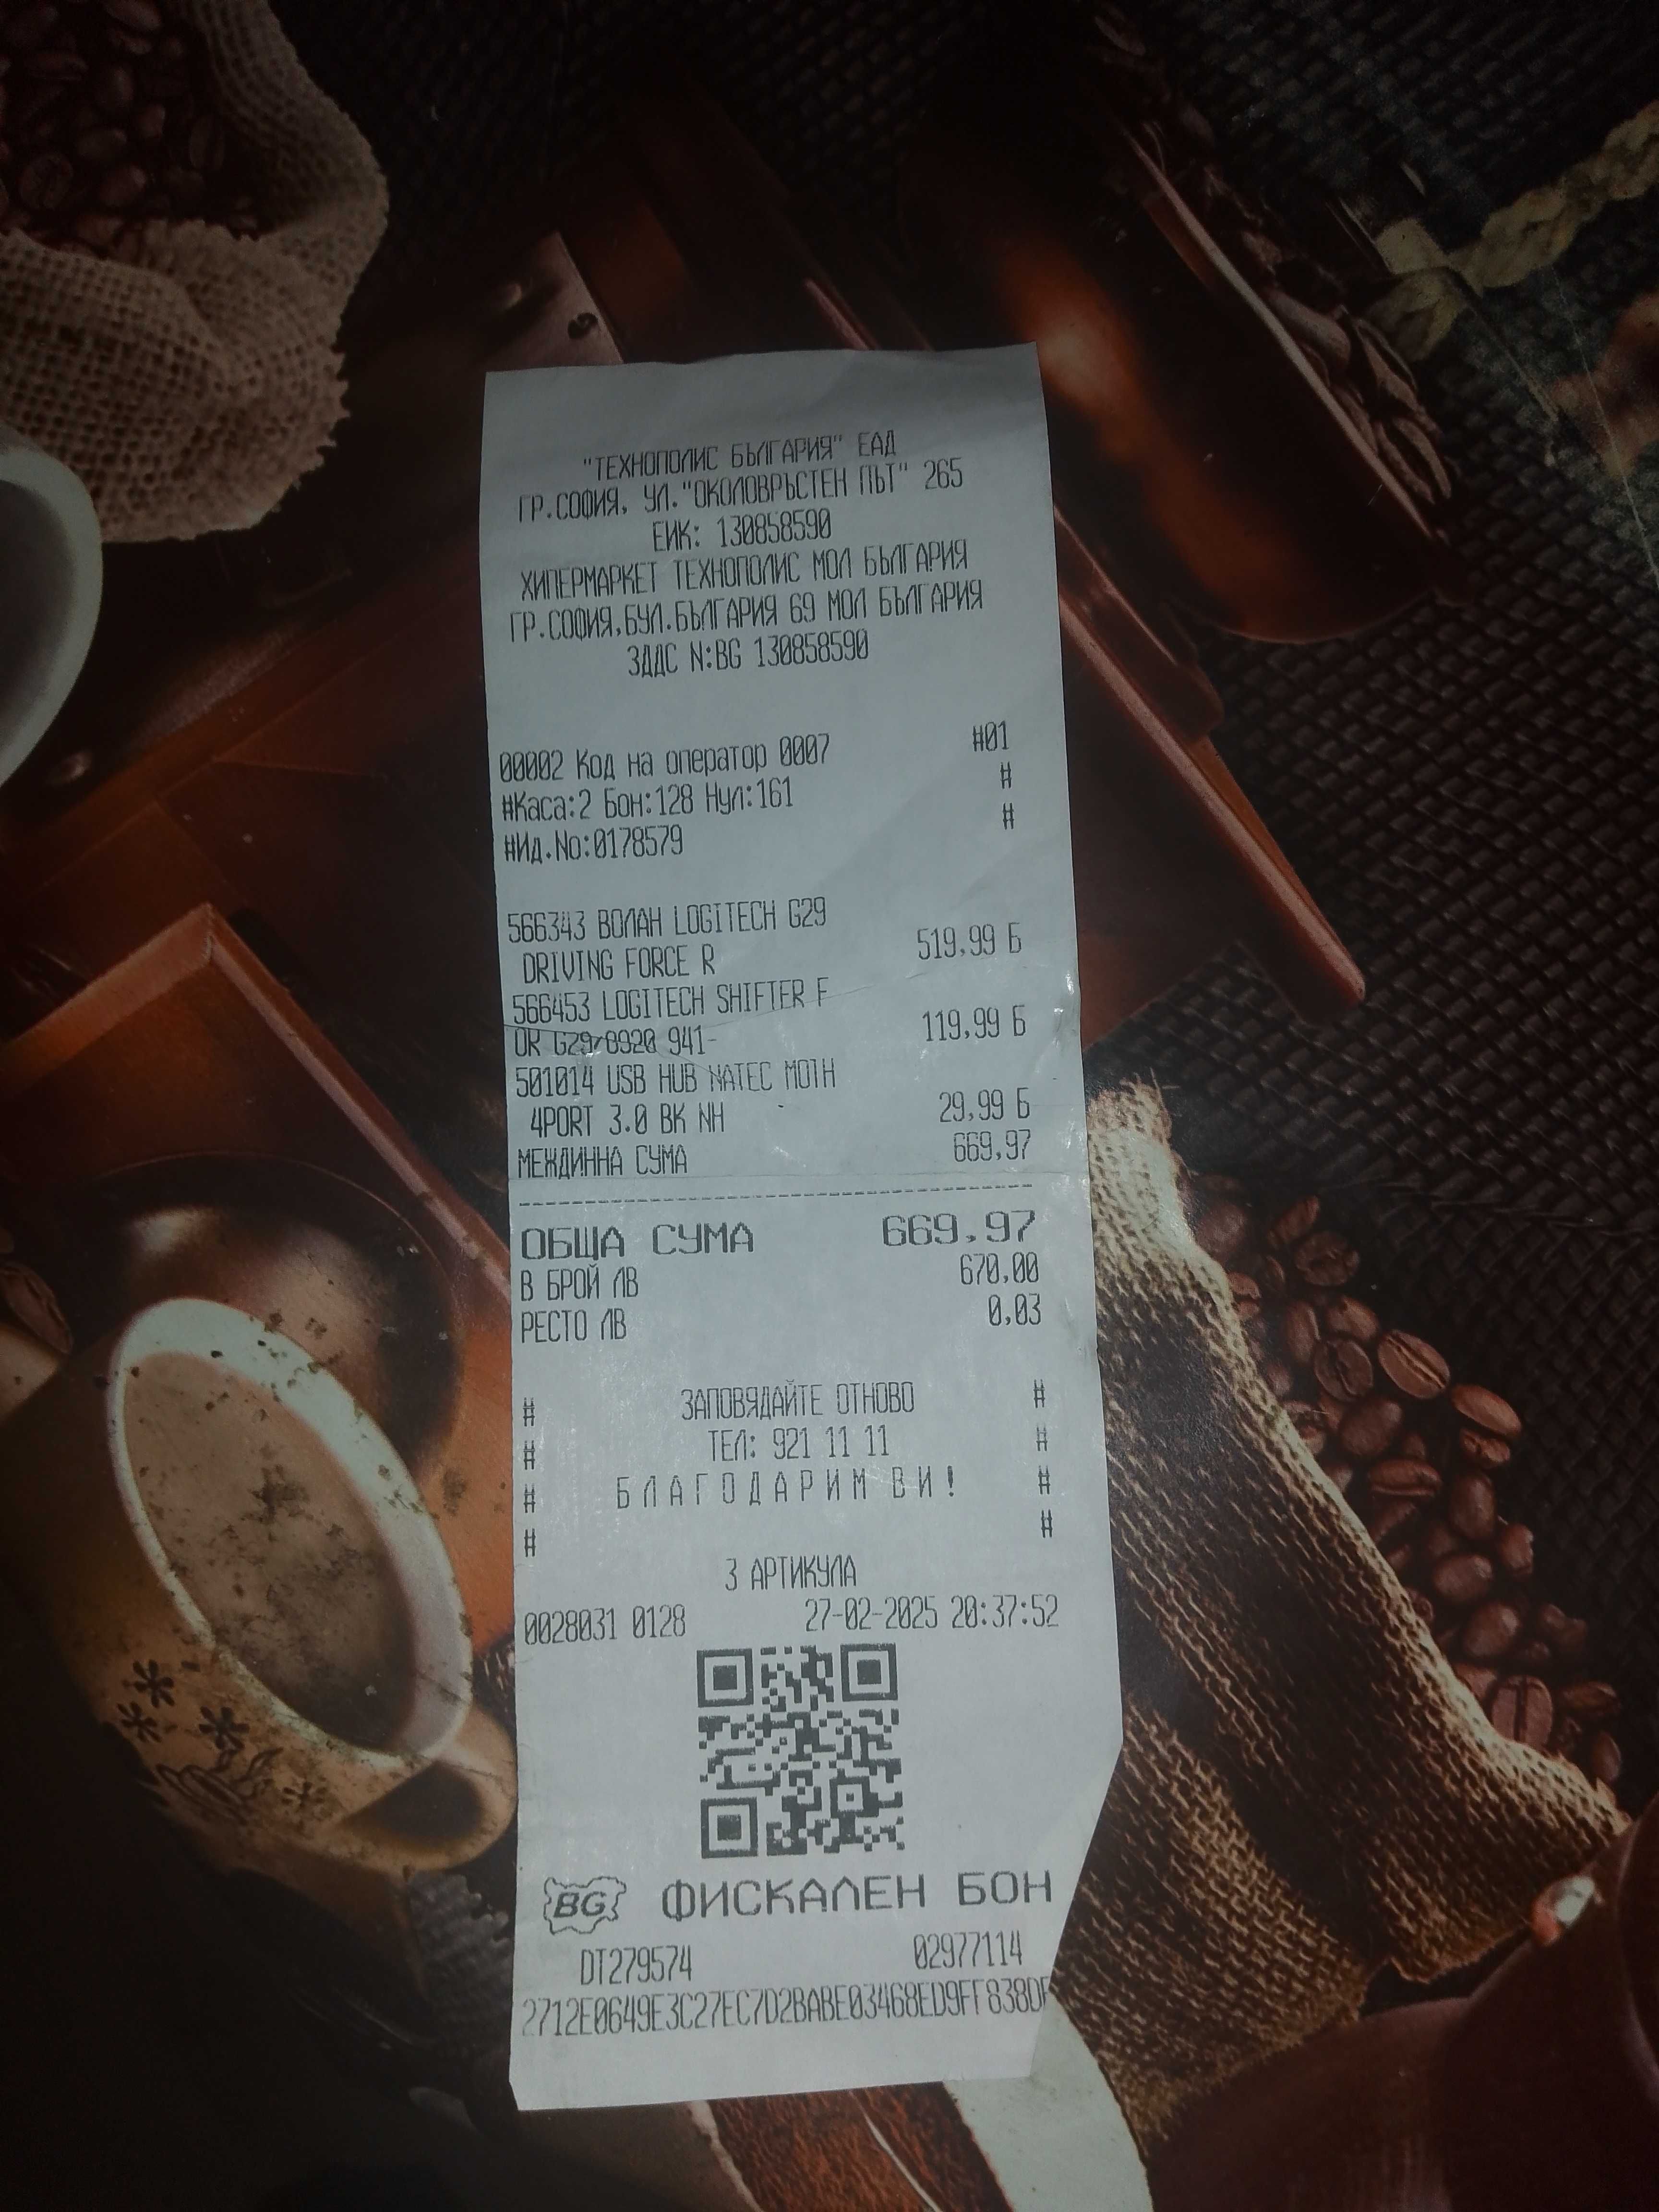 "ТЕХНОПОЛИС БЪЛГАРИЯ" ЕАД
ГР.СОФИЯ, УЛ."ОКОЛОВРЪСТЕН ПЪТ" 265
ЕИК: 130858590
ХИПЕРМАРКЕТ ТЕХНОПОЛИС МОЛ БЪЛГАРИЯ
ГР.СОФИЯ,БУЛ.БЪЛГАРИЯ 69 МОЛ БЪЛГАРИЯ
ЗДДС N:BG 130858590
00002 Код на оператор 0007 #01
#Каса:2 Бон:128 Нул:161 #
#Ид.No:0178579 #
566343 ВОЛАН LOGITECH G29
DRIVING FORCE R 519,99 Б
566453 LOGITECH SHIFTER F
OR G29/G920 941- 119,99 Б
501014 USB HUB NATEC MOTH
4PORT 3.0 BK NH 29,99 Б
МЕЖДИННА СУМА 669,97
ОБЩА СУМА 669,97
В БРОЙ ЛВ 670,00
РЕСТО ЛВ 0,03
# ЗАПОВЯДАЙТЕ ОТНОВО #
# ТЕЛ: 921 11 11 #
# БЛАГОДАРИМ ВИ! #
# #
3 АРТИКУЛА
0028031 0128 27-02-2025 20:37:52
BG ФИСКАЛЕН БОН
DT279574 02977114
2712E0649E3C27EC7D2BABE03468ED9FF838DF